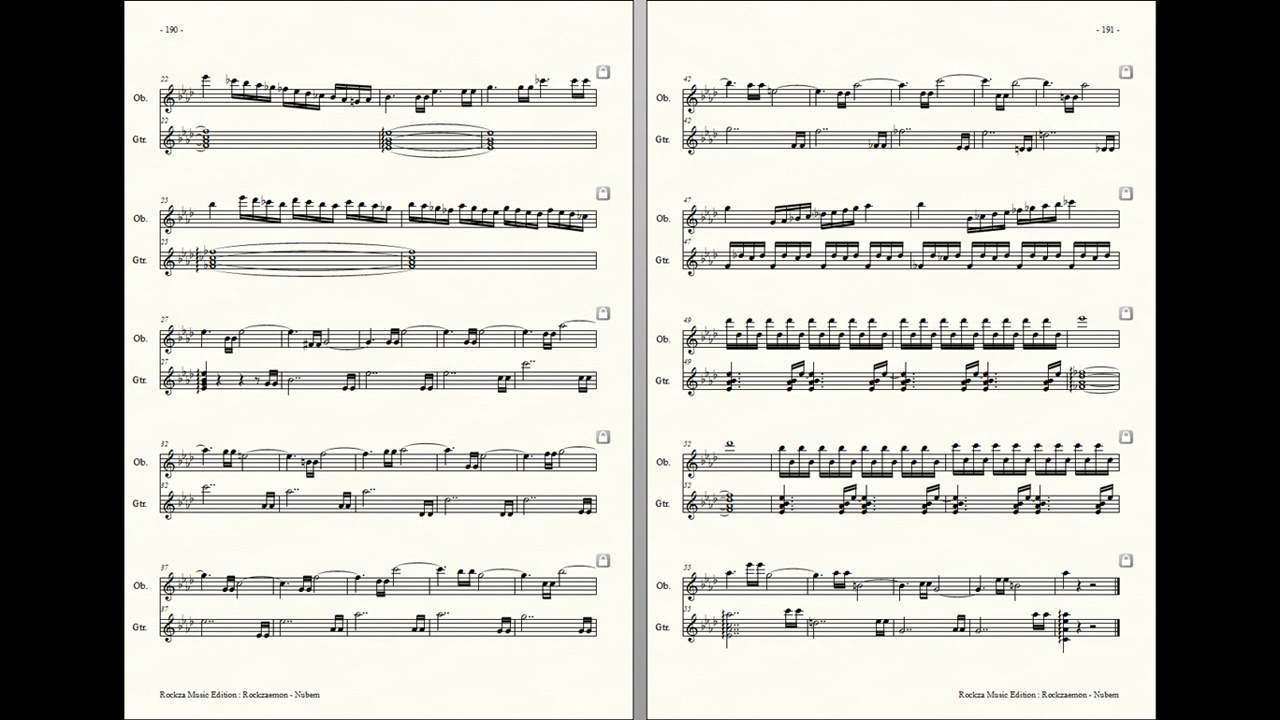 - 190 -
22
Ob.
22
Gtr.
25
Ob.
25
Gtr.
27
Ob.
27
Gtr.
32
Ob.
32
Gtr.
37
Ob.
37
Gtr.
Rockza Music Edition : Rockzaemon - Nubem
- 191 -
42
Ob.
42
Gtr.
47
Ob.
47
Gtr.
49
Ob.
49
Gtr.
52
Ob.
52
Gtr.
55
Ob.
55
Gtr.
Rockza Music Edition : Rockzaemon - Nubem